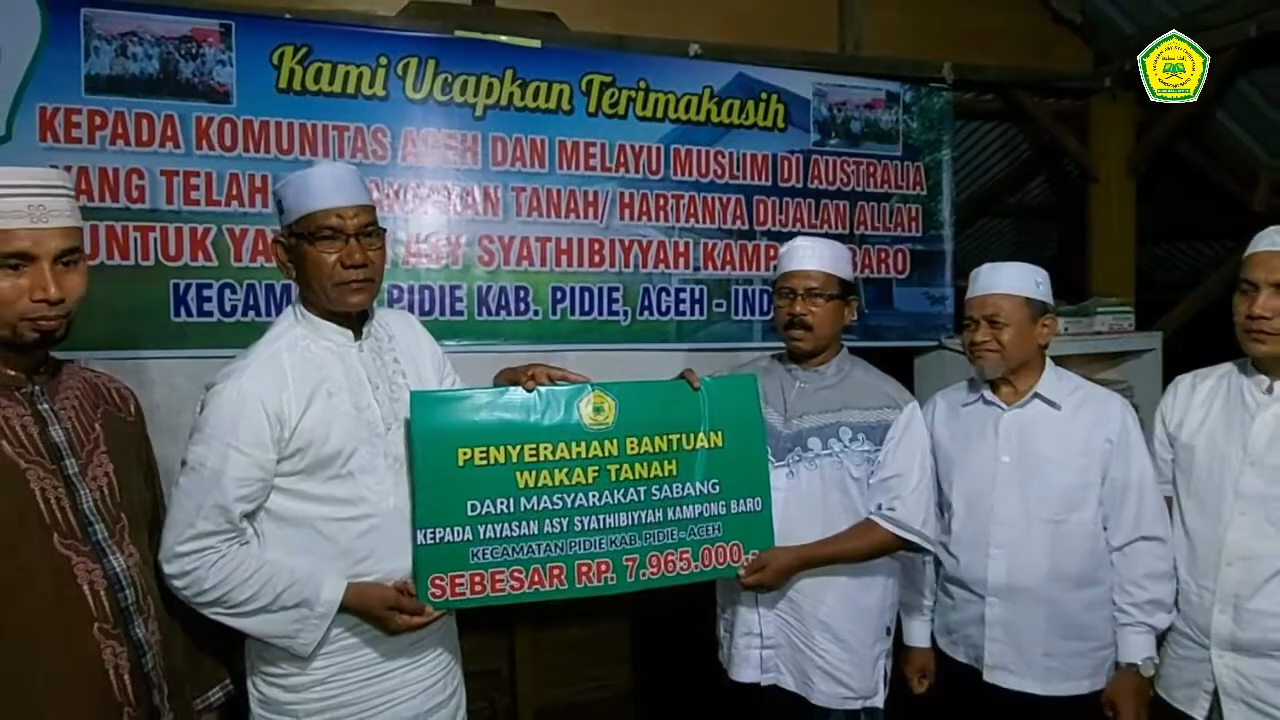 Kami Ucapkan Terimakasih
KEPADA KOMUNITAS ACEH DAN MELAYU MUSLIM DI AUSTRALIA
YANG TELAH TANAH/ HARTANYA DIJALAN ALLAH
UNTUK ASY SYATHIBIYYAH KAMPONG BARO
PIDIE KAB. PIDIE, ACEH - IND
PENYERAHAN BANTUAN
WAKAF TANAH
DARI MASYARAKAT SABANG
KEPADA YAYASAN ASY SYATHIBIYYAH KAMPONG BARO
KECAMATAN PIDIE KAB. PIDIE - ACEH
SEBESAR RP. 7.965.000,-